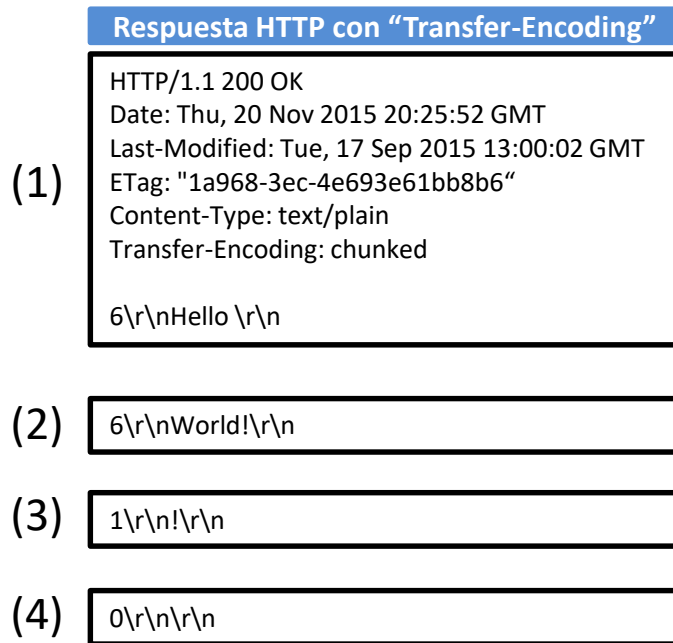 Respuesta HTTP con “Transfer-Encoding”
(1)
HTTP/1.1 200 OK
Date: Thu, 20 Nov 2015 20:25:52 GMT
Last-Modified: Tue, 17 Sep 2015 13:00:02 GMT
ETag: "1a968-3ec-4e693e61bb8b6“
Content-Type: text/plain
Transfer-Encoding: chunked
6\r\nHello \r\n
(2) 6\r\nWorld!\r\n
(3) 1\r\n!\r\n
(4) 0\r\n\r\n